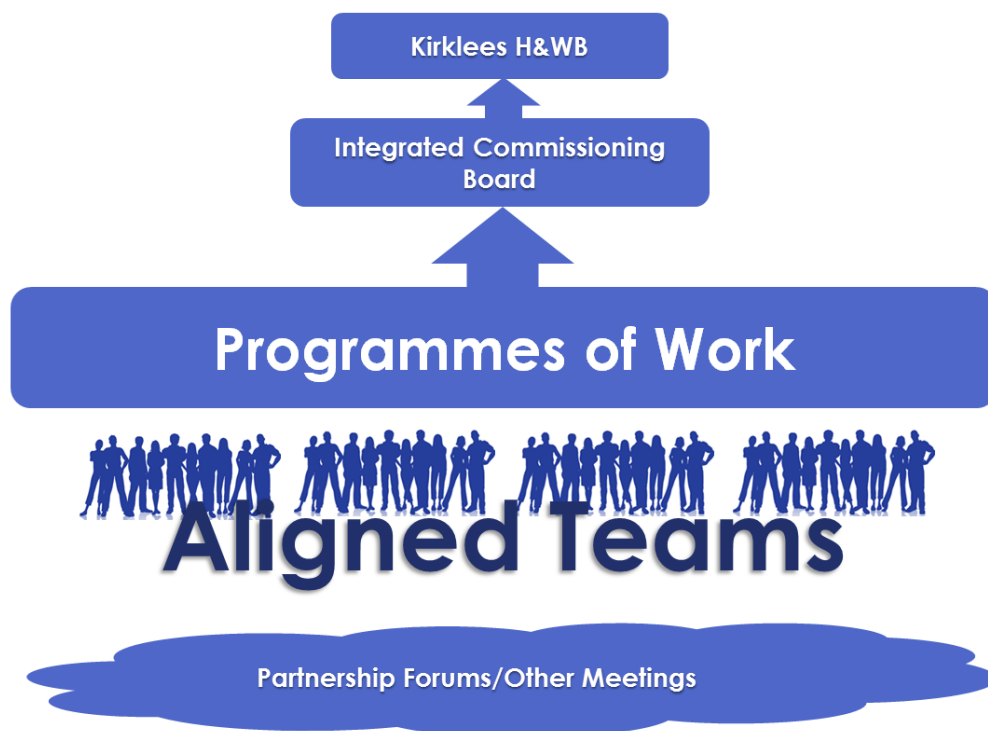 Kirklees H&WB
Integrated Commissioning
Board
Programmes of Work
Aligned Teams
Partnership Forums/Other Meetings